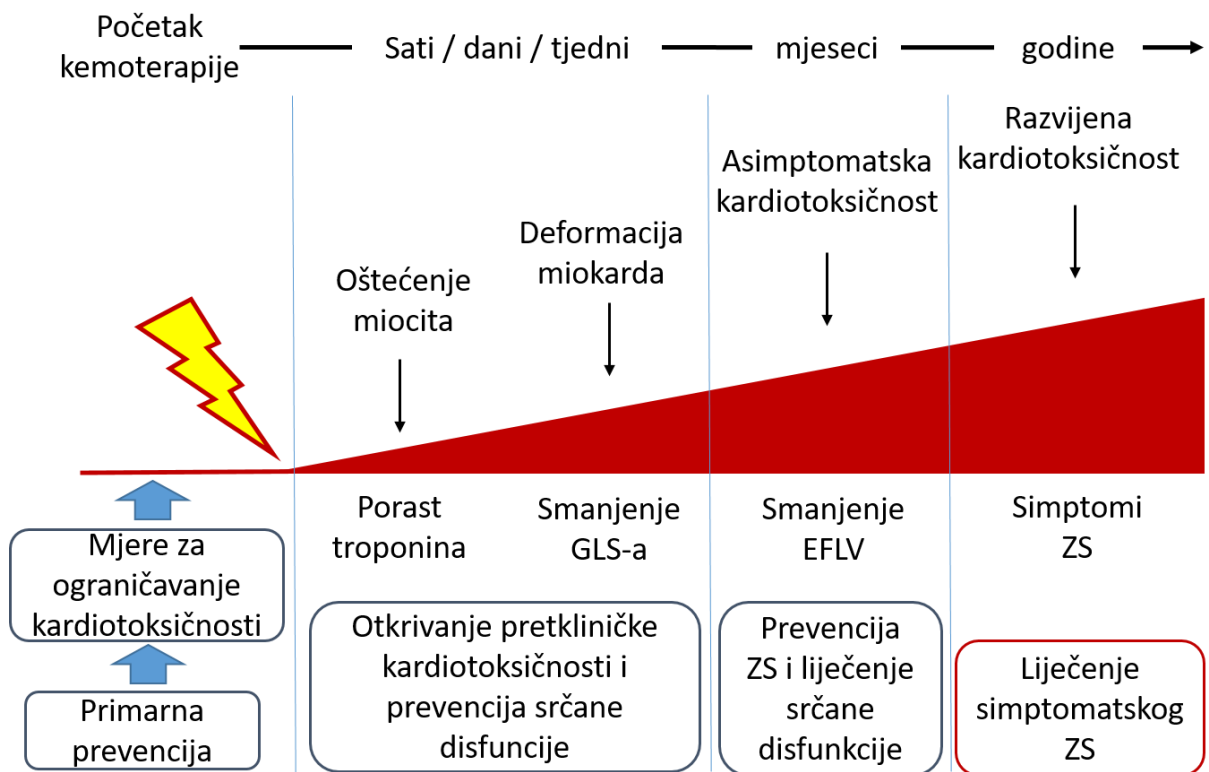 Početak
kemoterapije
Sati / dani / tjedni
mjeseci
godine
Oštećenje
miocita
Deformacija
miokarda
Asimptomatska
kardiotoksičnost
Razvijena
kardiotoksičnost
Porast
troponina
Smanjenje
GLS-a
Smanjenje
EFLV
Simptomi
ZS
Mjere za
ograničavanje
kardiotoksičnosti
Primarna
prevencija
Otkrivanje pretkliničke
kardiotoksičnosti i
prevencija srčane
disfuncije
Prevencija
ZS i liječenje
srčane
disfunkcije
Liječenje
simptomatskog
ZS